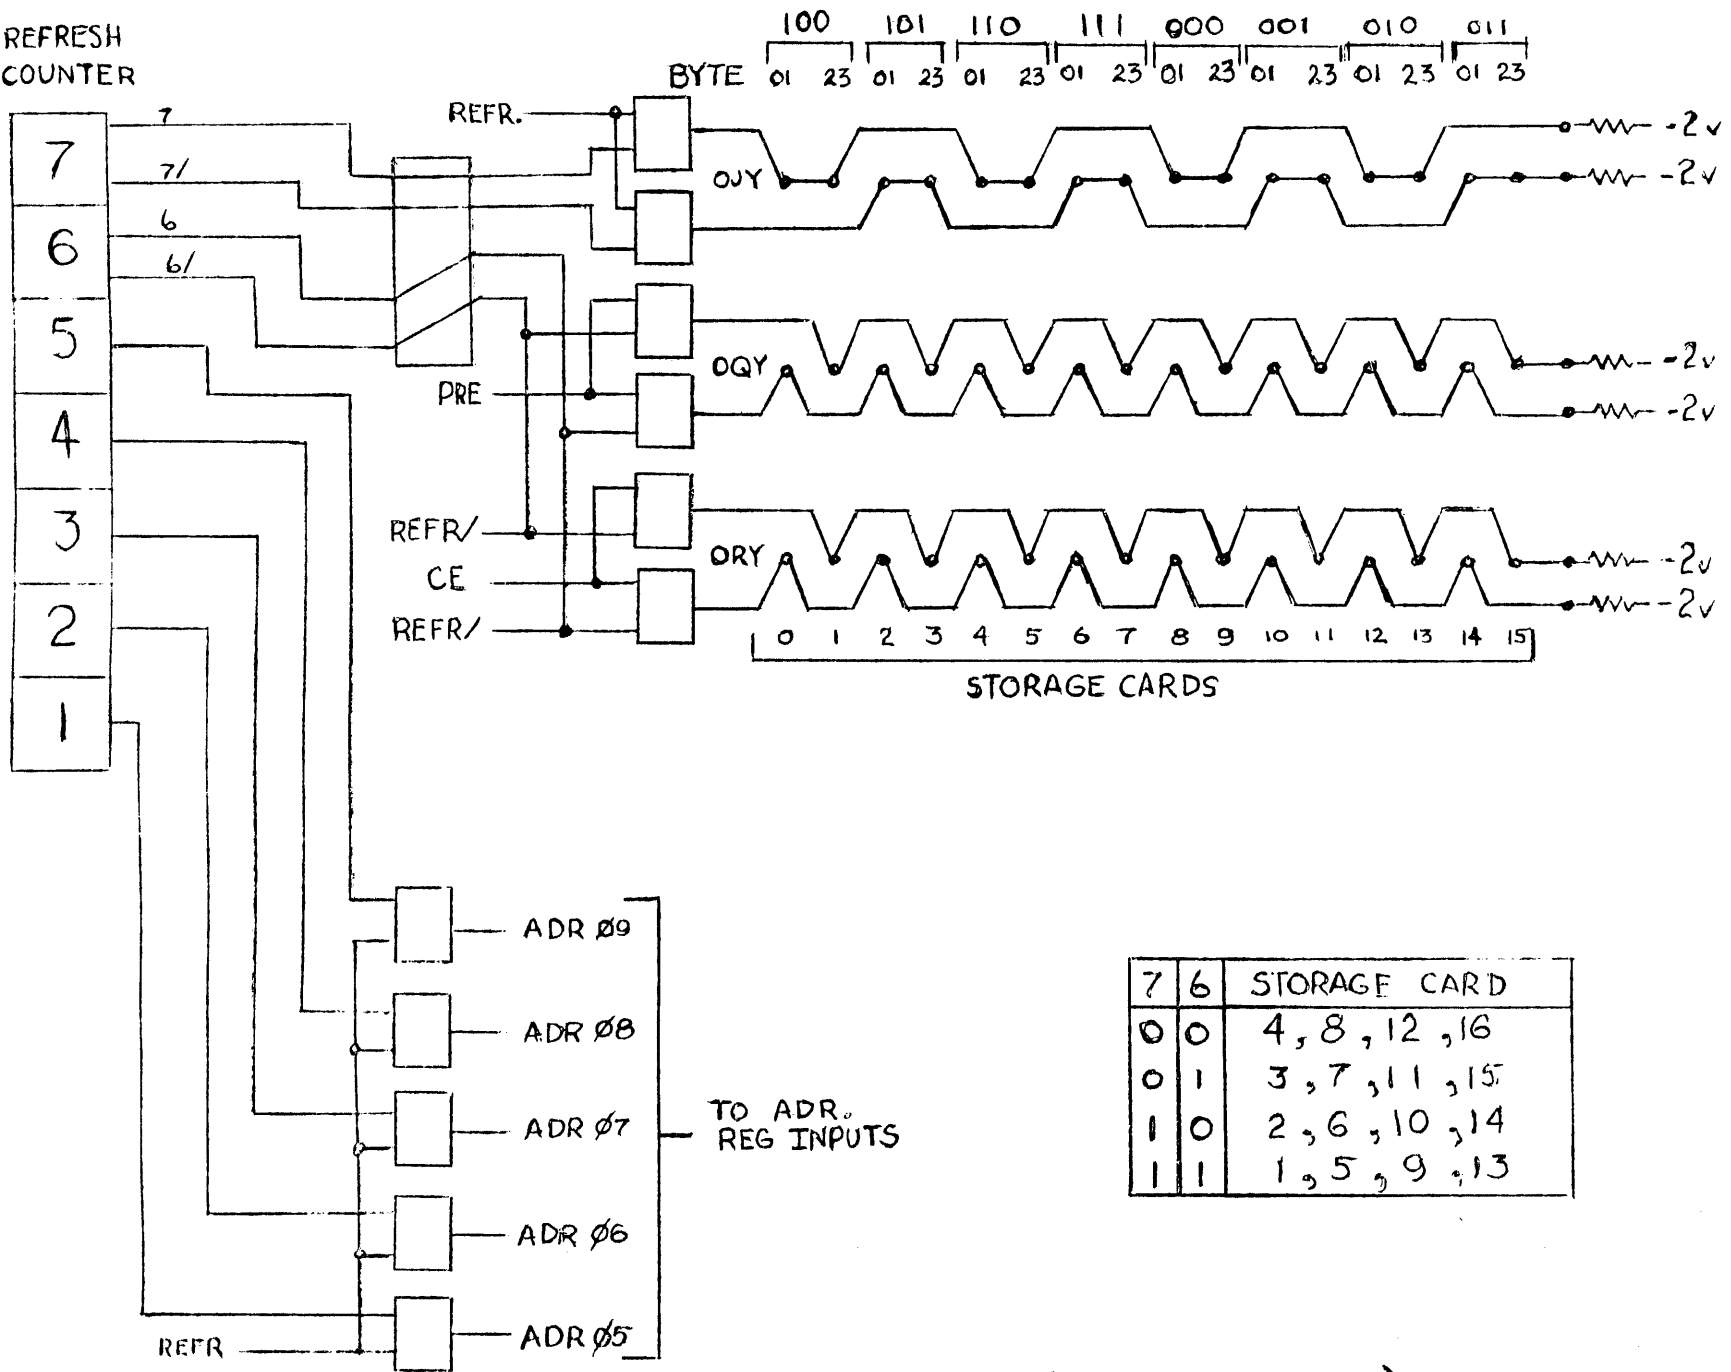 REFRESH
COUNTER
7
6
5
4
3
2
1
7
7/
6
6/
100 101 110 111 000 001 010 011
BYTE 01 23 01 23 01 23 01 23 01 23 01 23 01 23 01 23
REFR.
PRE
REFR/
CE
REFR/
OJY
OQY
ORY
-2v
-2v
-2v
-2v
-2v
-2v
0 1 2 3 4 5 6 7 8 9 10 11 12 13 14 15
STORAGE CARDS
ADR Ø9
ADR Ø8
ADR Ø7
ADR Ø6
ADR Ø5
REFR
TO ADR.
REG INPUTS
7 6 STORAGE CARD
0 0 4, 8, 12, 16
0 1 3, 7, 11, 15
1 0 2, 6, 10, 14
1 1 1, 5, 9, 13